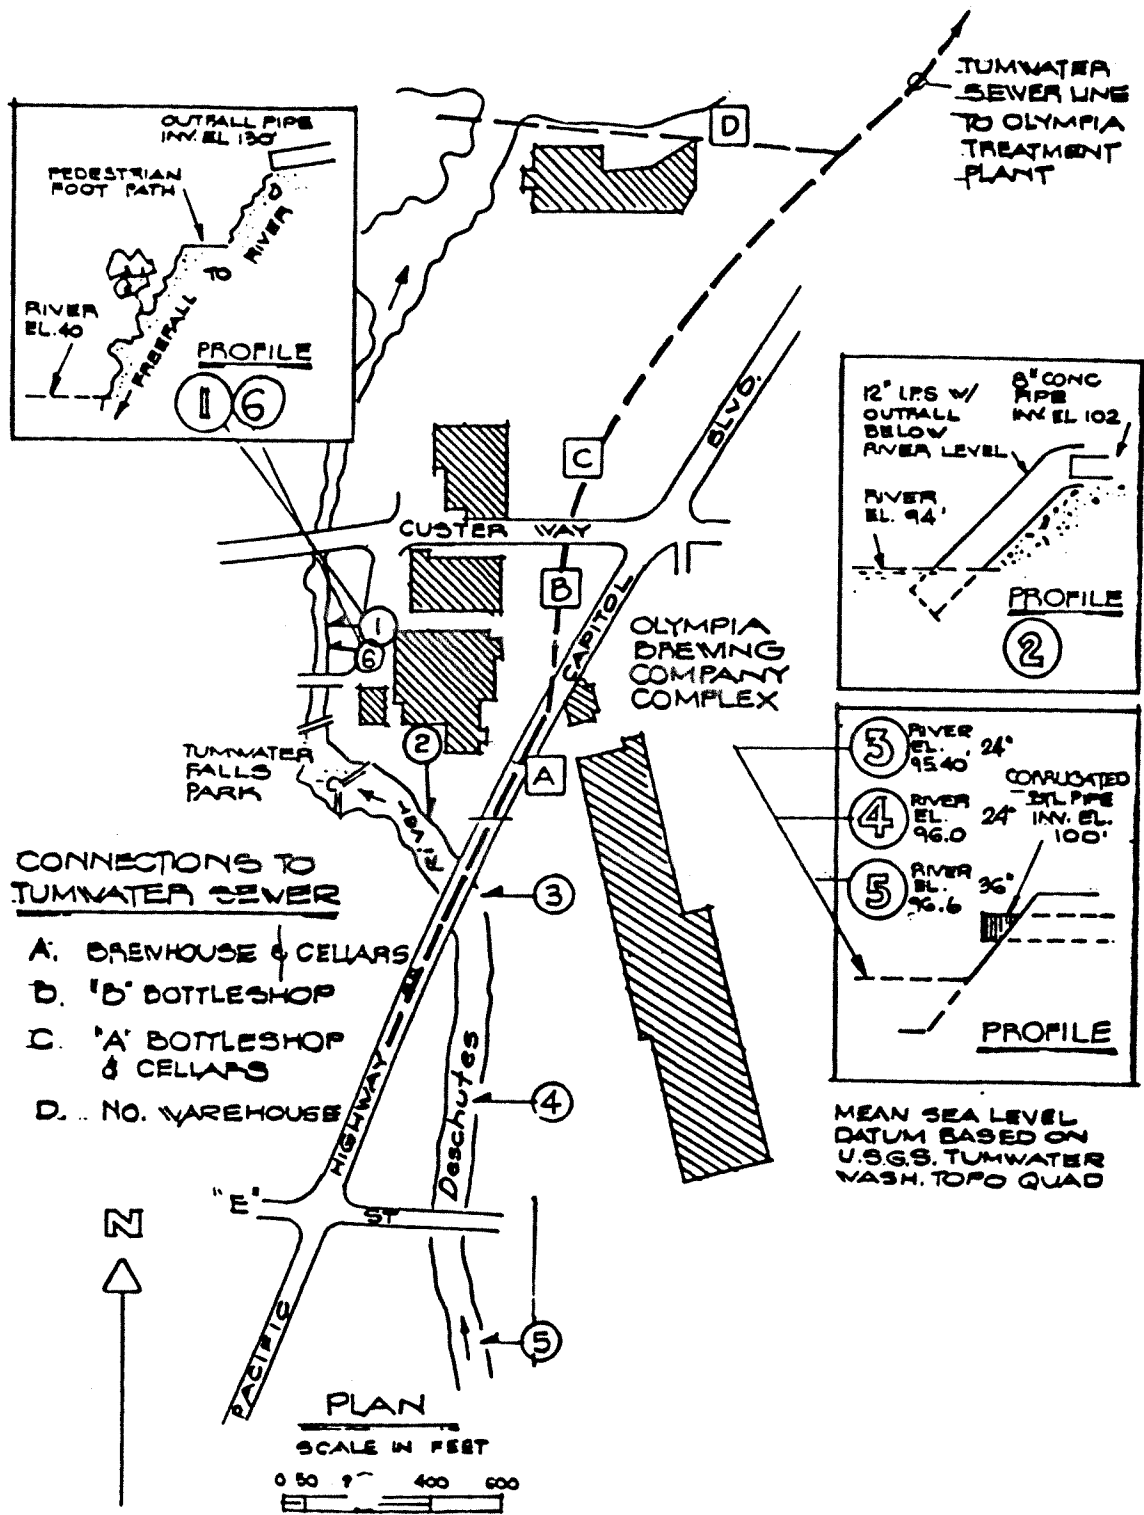 TUMWATER
SEWER LINE
TO OLYMPIA
TREATMENT
PLANT
OUTFALL PIPE
INV. EL 130'
PEDESTRIAN
FOOT PATH
FREEFALL TO RIVER
RIVER
EL. 40
PROFILE
1 6
D
C
B
A
BLVD.
CUSTER WAY
CAPITOL
OLYMPIA
BREWING
COMPANY
COMPLEX
1
6
2
TUMWATER
FALLS
PARK
River
3
4
5
12" I.P.S W/
OUTFALL
BELOW
RIVER LEVEL
8" CONC
PIPE
INV. EL 102
RIVER
EL. 94'
PROFILE
2
3 RIVER
EL.
95.40' 24"
4 RIVER
EL.
96.0 24"
5 RIVER
EL.
96.6 36"
CORRUGATED
STL PIPE
INV. EL.
100'
PROFILE
MEAN SEA LEVEL
DATUM BASED ON
U.S.G.S. TUMWATER
WASH. TOPO QUAD
CONNECTIONS TO
TUMWATER SEWER
A. BREWHOUSE & CELLARS
B. "B" BOTTLESHOP
C. "A" BOTTLESHOP
& CELLARS
D. NO. WAREHOUSE
HIGHWAY
Deschutes
"E" ST
PACIFIC
N
PLAN
SCALE IN FEET
0 50 400 600